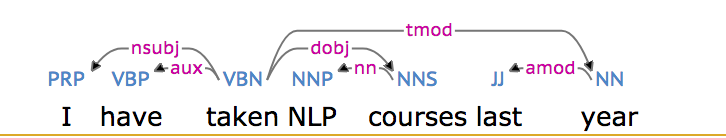 tmod
nsubj dobj
aux nn amod
PRP VBP VBN NNP NNS JJ NN
I have taken NLP courses last year